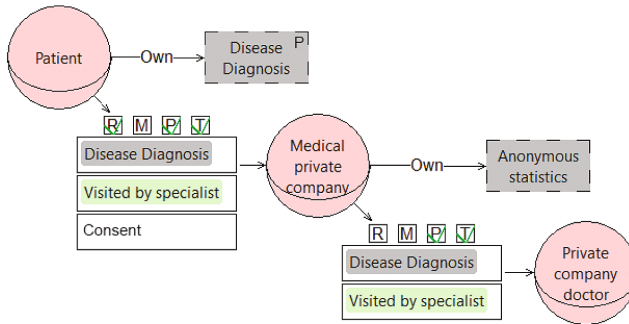 Patient
Own
Disease
Diagnosis
P
R M P T
Disease Diagnosis
Visited by specialist
Consent
Medical
private
company
Own
Anonymous
statistics
R M P T
Disease Diagnosis
Visited by specialist
Private
company
doctor